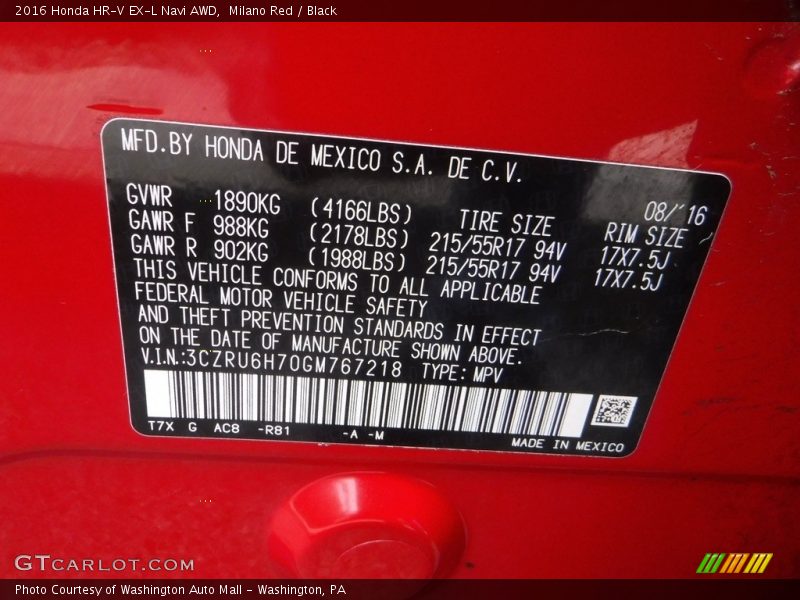 2016 Honda HR-V EX-L Navi AWD,  Milano Red / Black
MFD.BY HONDA DE MEXICO S.A. DE C.V.
08/'16
GVWR 1890KG (4166LBS) TIRE SIZE RIM SIZE
GAWR F 988KG (2178LBS) 215/55R17 94V 17X7.5J
GAWR R 902KG (1988LBS) 215/55R17 94V 17X7.5J
THIS VEHICLE CONFORMS TO ALL APPLICABLE
FEDERAL MOTOR VEHICLE SAFETY
AND THEFT PREVENTION STANDARDS IN EFFECT
ON THE DATE OF MANUFACTURE SHOWN ABOVE.
V.I.N.:3CZRU6H70GM767218 TYPE: MPV
T7X G AC8 -R81 -A -M
MADE IN MEXICO
GTCARLOT.COM
Photo Courtesy of Washington Auto Mall - Washington, PA